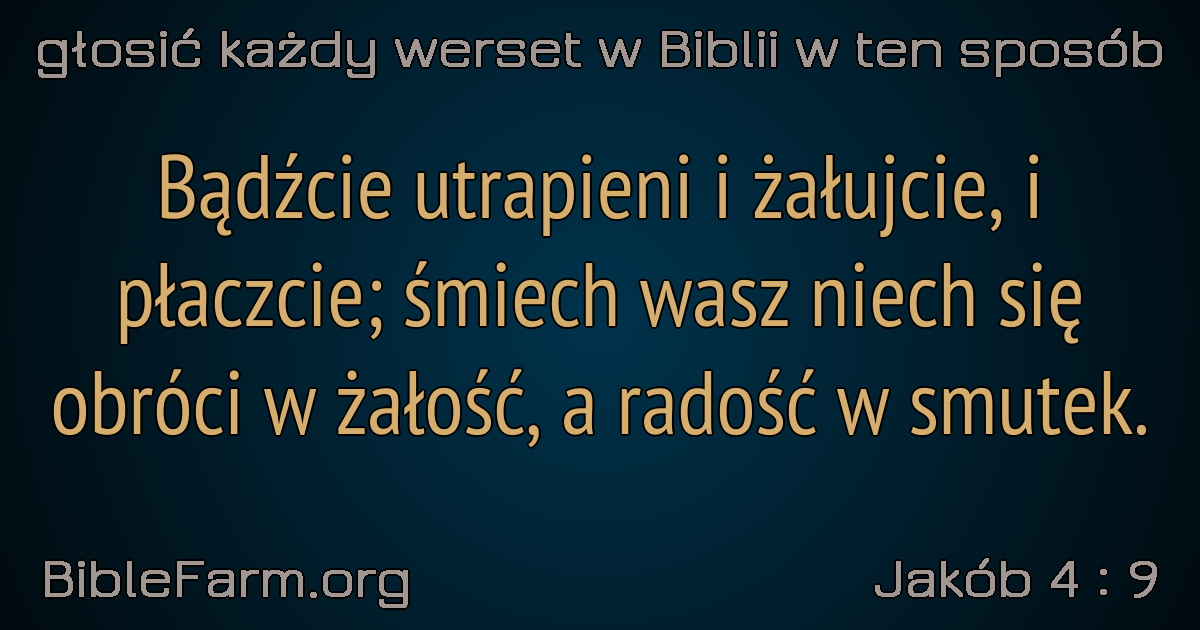 głosić każdy werset w Biblii w ten sposób
Bądźcie utrapieni i żałujcie, i
płaczcie; śmiech wasz niech się
obróci w żałość, a radość w smutek.
BibleFarm.org
Jakób 4 : 9